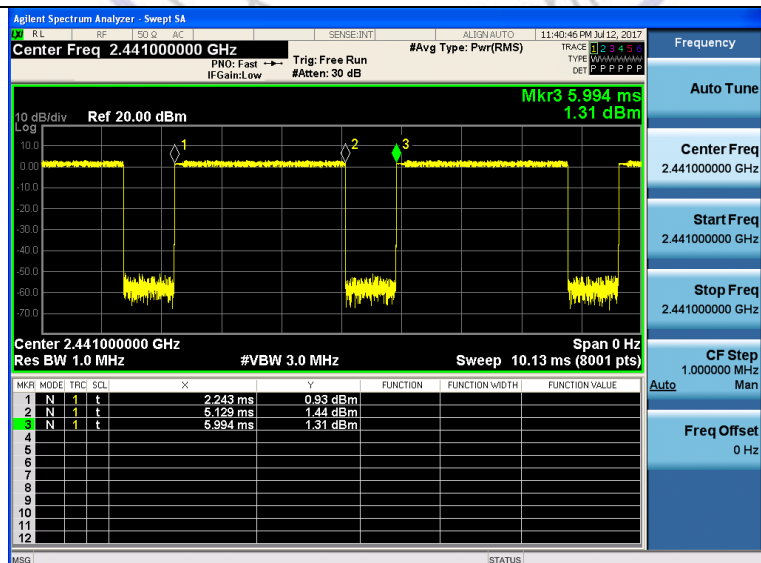 Agilent Spectrum Analyzer - Swept SA
LXI RL RF 50 Ω AC SENSE:INT ALIGN AUTO 11:40:46 PM Jul 12, 2017
Center Freq 2.441000000 GHz #Avg Type: Pwr(RMS) TRACE 1 2 3 4 5 6
PNO: Fast Trig: Free Run TYPE WWWWWW
IFGain:Low #Atten: 30 dB DET P P P P P P
Mkr3 5.994 ms
10 dB/div Ref 20.00 dBm 1.31 dBm
Log
10.0
0.00
-10.0
-20.0
-30.0
-40.0
-50.0
-60.0
-70.0
1 2 3
Center 2.441000000 GHz Span 0 Hz
Res BW 1.0 MHz #VBW 3.0 MHz Sweep 10.13 ms (8001 pts)
MKR MODE TRC SCL X Y FUNCTION FUNCTION WIDTH FUNCTION VALUE
1 N 1 t 2.243 ms 0.93 dBm
2 N 1 t 5.129 ms 1.44 dBm
3 N 1 t 5.994 ms 1.31 dBm
4
5
6
7
8
9
10
11
12
MSG STATUS
Frequency
Auto Tune
Center Freq
2.441000000 GHz
Start Freq
2.441000000 GHz
Stop Freq
2.441000000 GHz
CF Step
1.000000 MHz
Auto Man
Freq Offset
0 Hz